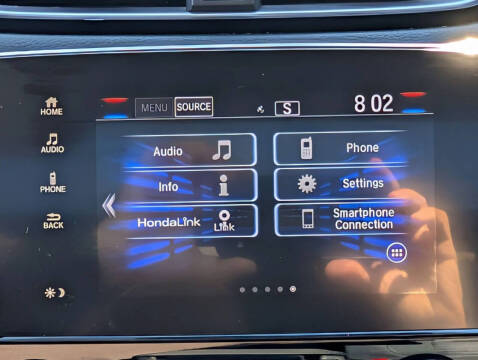 MENU SOURCE S 8 02
HOME
AUDIO
PHONE
BACK
Audio
Phone
Info
Settings
HondaLink Link
Smartphone
Connection